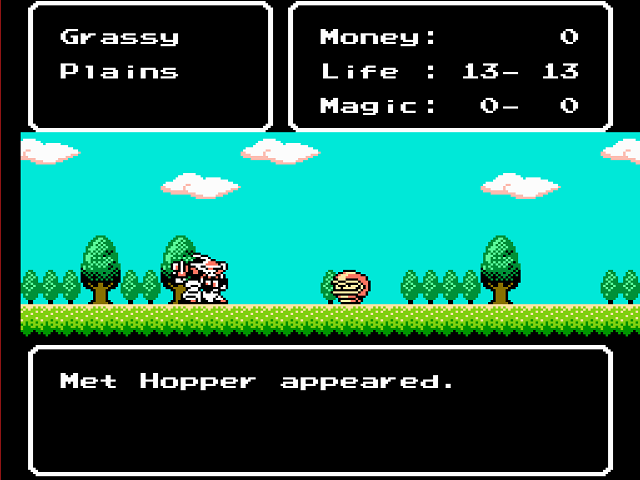 Grassy
Plains
Money: 0
Life : 13- 13
Magic: 0- 0
Met Hopper appeared.